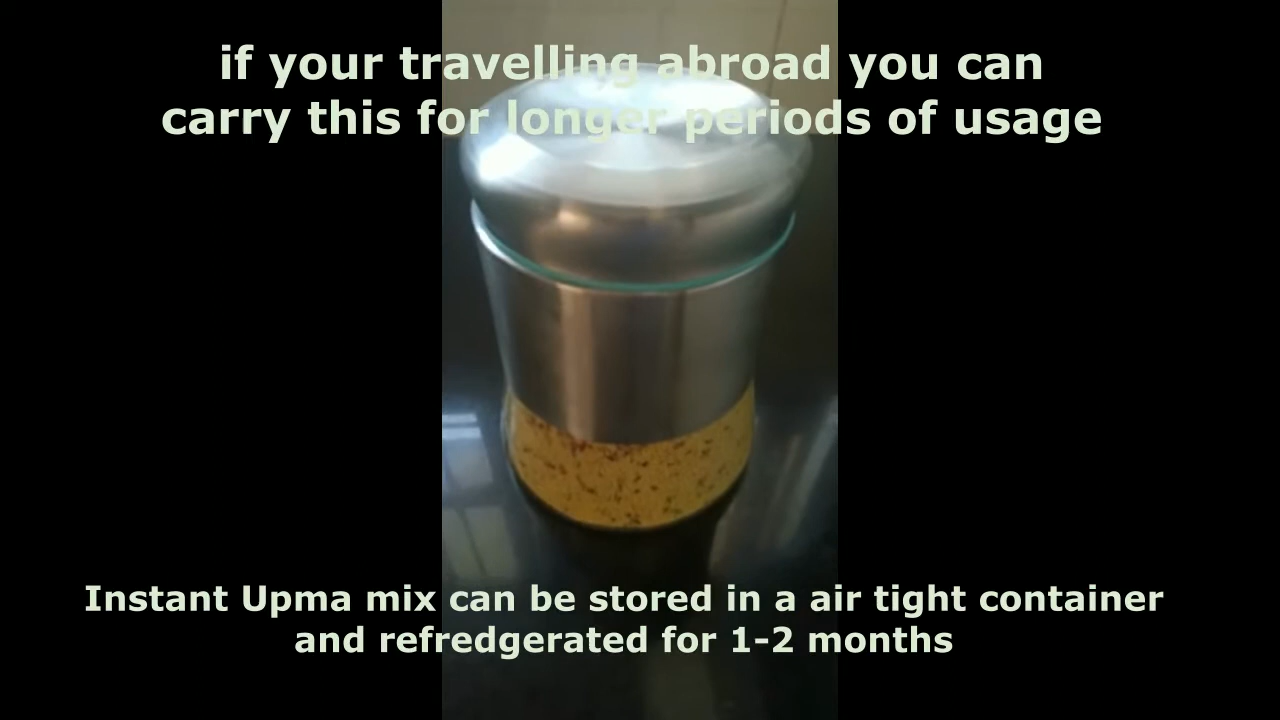 if your travelling abroad you can
carry this for longer periods of usage
Instant Upma mix can be stored in a air tight container
and refredgerated for 1-2 months